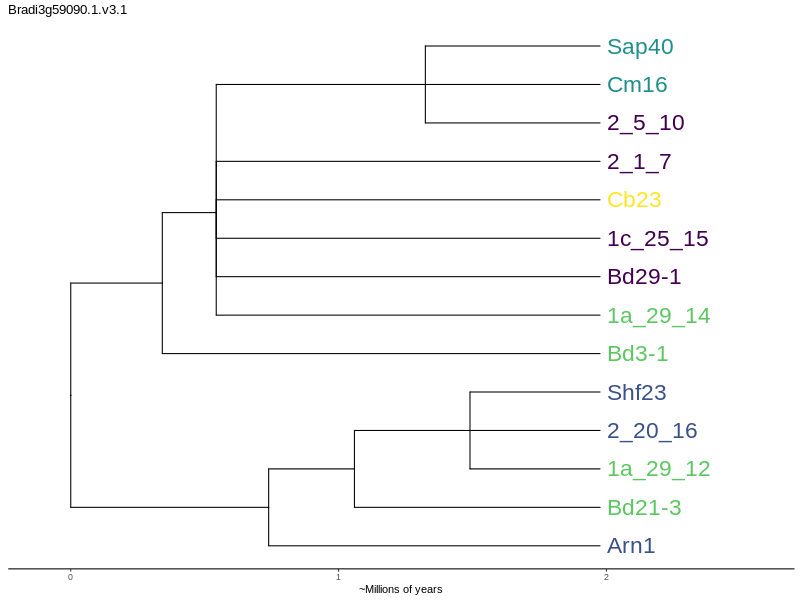 Bradi3g59090.1.v3.1
Sap40
Cm16
2_5_10
2_1_7
Cb23
1c_25_15
Bd29-1
1a_29_14
Bd3-1
Shf23
2_20_16
1a_29_12
Bd21-3
Arn1
0 1 2
~Millions of years